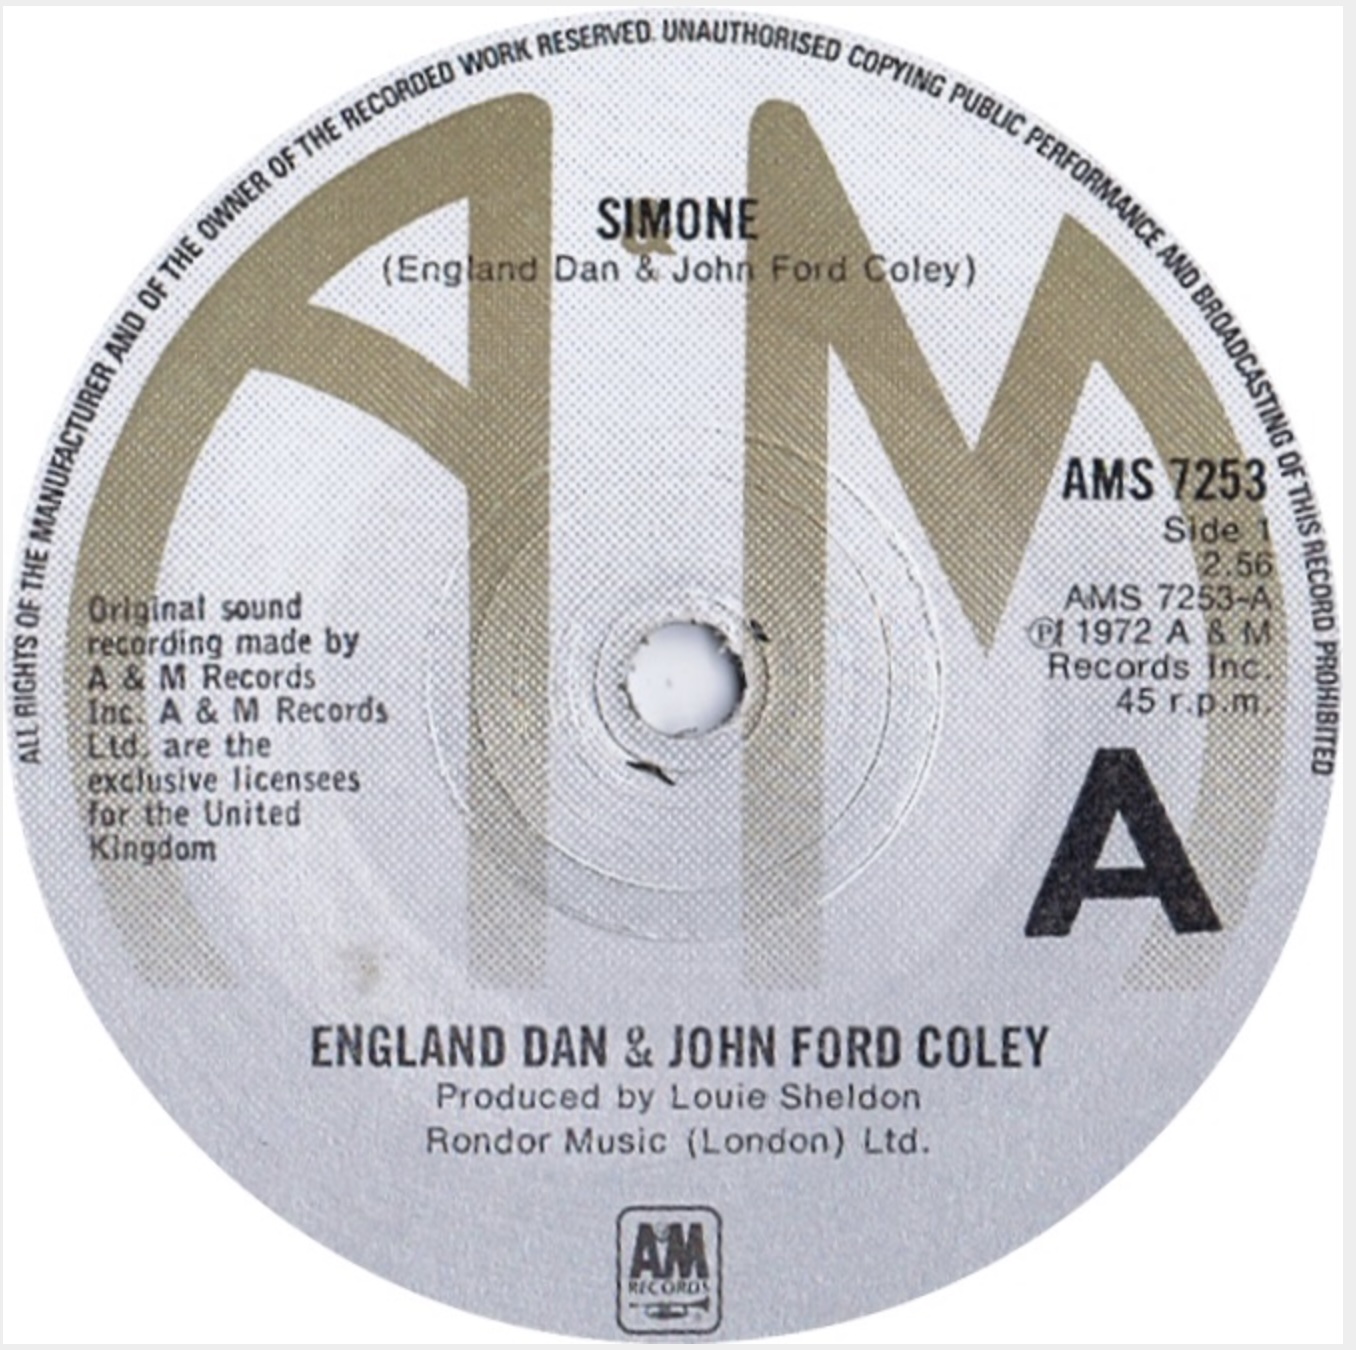 ALL RIGHTS OF THE MANUFACTURER AND OF THE OWNER OF THE RECORDED WORK RESERVED. UNAUTHORISED COPYING PUBLIC PERFORMANCE AND BROADCASTING OF THIS RECORD PROHIBITED
A&M
SIMONE
(England Dan & John Ford Coley)
AMS 7253
Side 1
2.56
AMS 7253-A
Ⓟ 1972 A & M
Records Inc.
45 r.p.m.
A
Original sound
recording made by
A & M Records
Inc. A & M Records
Ltd. are the
exclusive licensees
for the United
Kingdom
ENGLAND DAN & JOHN FORD COLEY
Produced by Louie Sheldon
Rondor Music (London) Ltd.
A&M
RECORDS